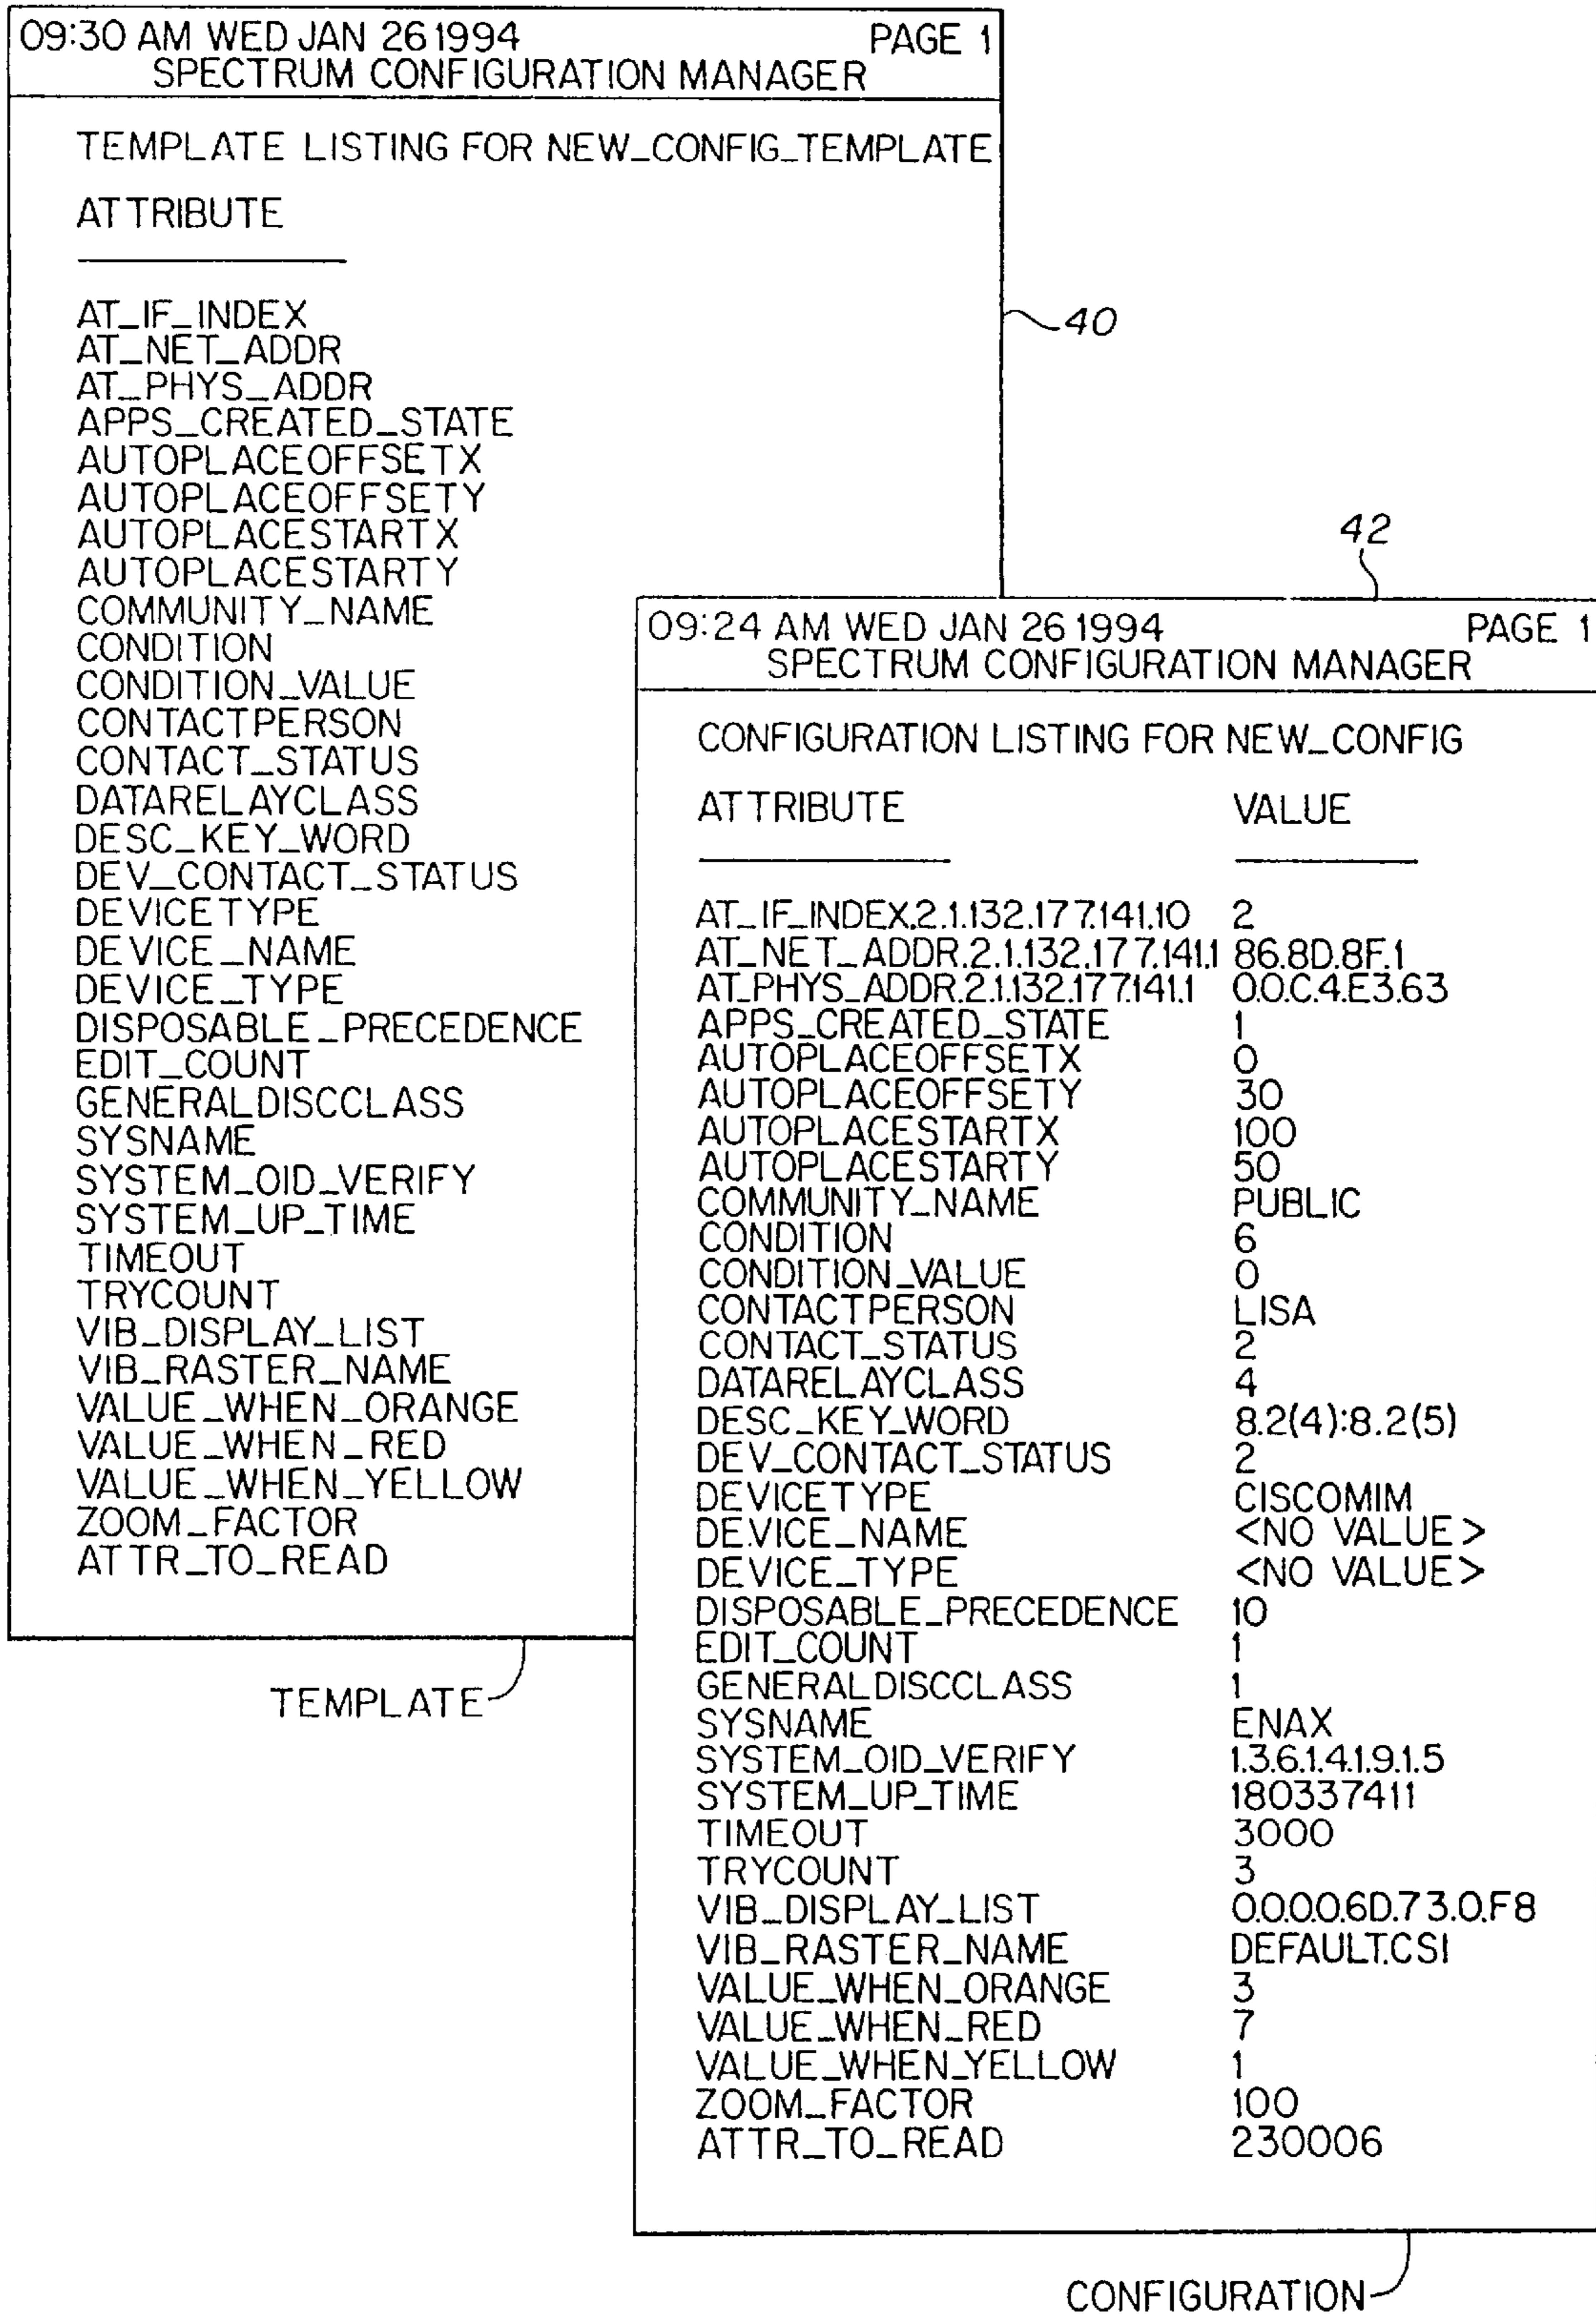 09:30 AM WED JAN 26 1994 PAGE 1
SPECTRUM CONFIGURATION MANAGER
TEMPLATE LISTING FOR NEW_CONFIG_TEMPLATE
ATTRIBUTE
AT_IF_INDEX
AT_NET_ADDR
AT_PHYS_ADDR
APPS_CREATED_STATE
AUTOPLACEOFFSETX
AUTOPLACEOFFSETY
AUTOPLACESTARTX
AUTOPLACESTARTY
COMMUNITY_NAME
CONDITION
CONDITION_VALUE
CONTACTPERSON
CONTACT_STATUS
DATARELAYCLASS
DESC_KEY_WORD
DEV_CONTACT_STATUS
DEVICETYPE
DEVICE_NAME
DEVICE_TYPE
DISPOSABLE_PRECEDENCE
EDIT_COUNT
GENERALDISCCLASS
SYSNAME
SYSTEM_OID_VERIFY
SYSTEM_UP_TIME
TIMEOUT
TRYCOUNT
VIB_DISPLAY_LIST
VIB_RASTER_NAME
VALUE_WHEN_ORANGE
VALUE_WHEN_RED
VALUE_WHEN_YELLOW
ZOOM_FACTOR
ATTR_TO_READ
40
TEMPLATE
42
09:24 AM WED JAN 26 1994 PAGE 1
SPECTRUM CONFIGURATION MANAGER
CONFIGURATION LISTING FOR NEW_CONFIG
ATTRIBUTE VALUE
AT_IF_INDEX.2.1.132.177.141.10 2
AT_NET_ADDR.2.1.132.177.141.1 86.8D.8F.1
AT_PHYS_ADDR.2.1.132.177.141.1 0.0.C.4.E3.63
APPS_CREATED_STATE 1
AUTOPLACEOFFSETX 0
AUTOPLACEOFFSETY 30
AUTOPLACESTARTX 100
AUTOPLACESTARTY 50
COMMUNITY_NAME PUBLIC
CONDITION 6
CONDITION_VALUE 0
CONTACTPERSON LISA
CONTACT_STATUS 2
DATARELAYCLASS 4
DESC_KEY_WORD 8.2(4):8.2(5)
DEV_CONTACT_STATUS 2
DEVICETYPE CISCOMIM
DEVICE_NAME <NO VALUE>
DEVICE_TYPE <NO VALUE>
DISPOSABLE_PRECEDENCE 10
EDIT_COUNT 1
GENERALDISCCLASS 1
SYSNAME ENAX
SYSTEM_OID_VERIFY 1.3.6.1.4.1.9.1.5
SYSTEM_UP_TIME 180337411
TIMEOUT 3000
TRYCOUNT 3
VIB_DISPLAY_LIST 0.0.0.0.6D.73.0.F8
VIB_RASTER_NAME DEFAULT.CSI
VALUE_WHEN_ORANGE 3
VALUE_WHEN_RED 7
VALUE_WHEN_YELLOW 1
ZOOM_FACTOR 100
ATTR_TO_READ 230006
CONFIGURATION